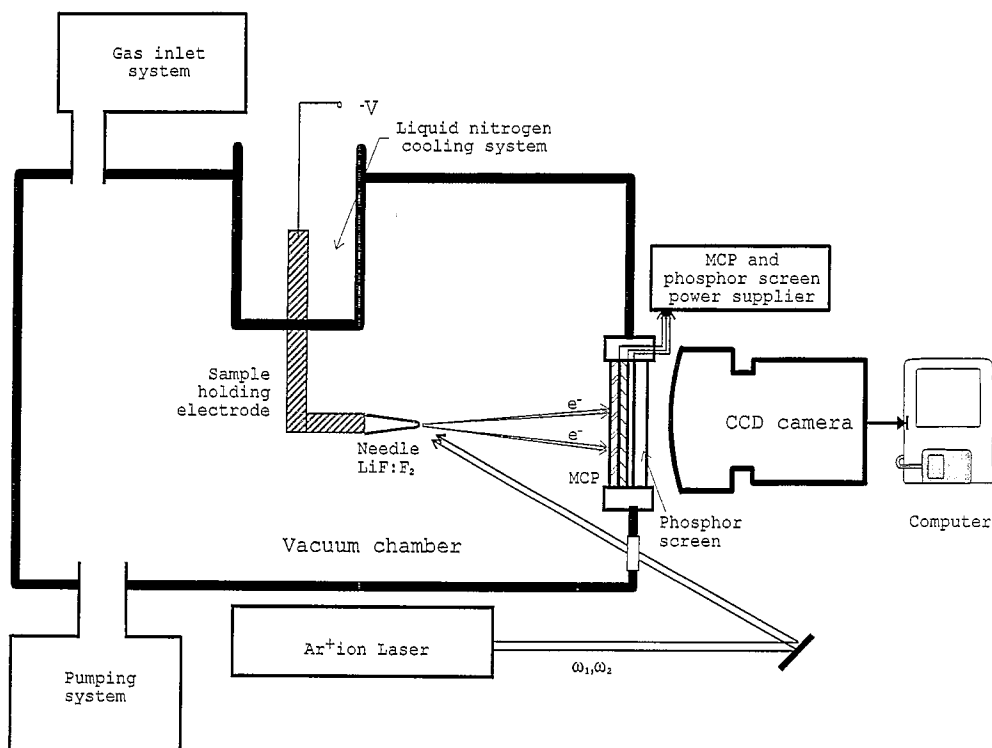 Gas inlet
system
-V
Liquid nitrogen
cooling system
MCP and
phosphor screen
power supplier
Sample
holding
electrode
e⁻
e⁻
Needle
LiF:F₂
MCP
CCD camera
Phosphor
screen
Computer
Vacuum chamber
Ar⁺ion Laser
ω₁,ω₂
Pumping
system